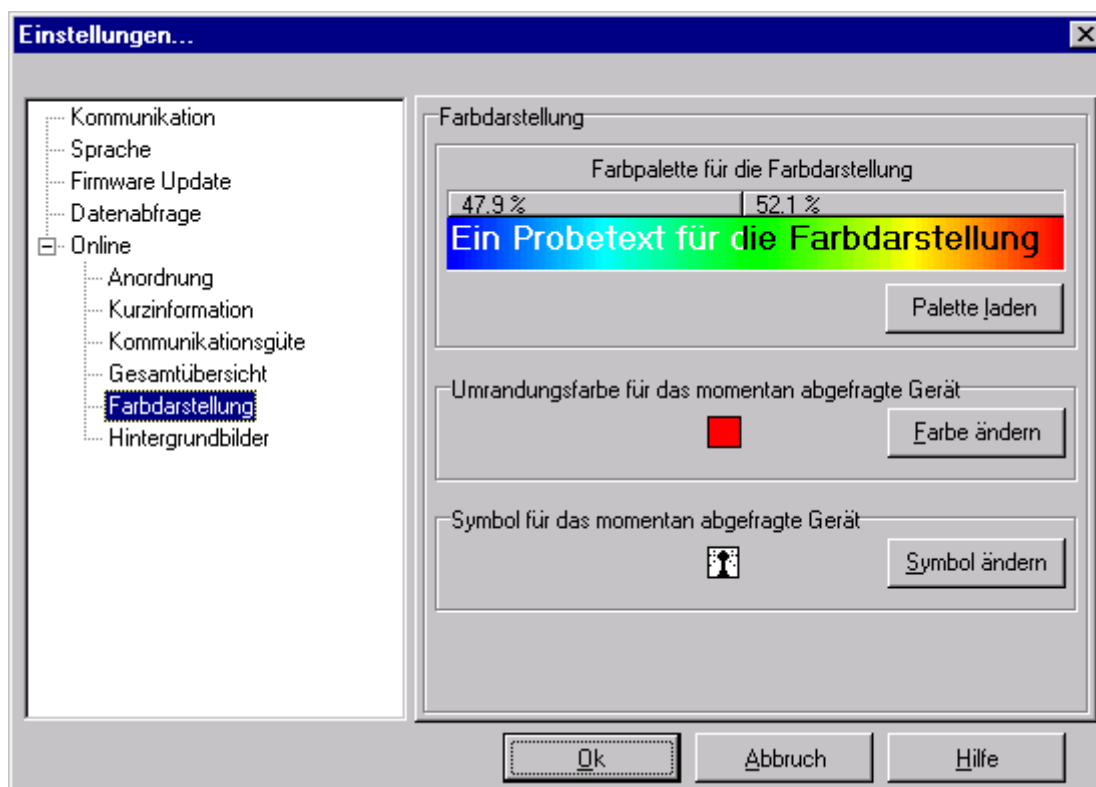 Einstellungen...
Kommunikation
Sprache
Firmware Update
Datenabfrage
Online
Anordnung
Kurzinformation
Kommunikationsgüte
Gesamtübersicht
Farbdarstellung
Hintergrundbilder
Farbdarstellung
Farbpalette für die Farbdarstellung
47.9 % 52.1 %
Ein Probetext für die Farbdarstellung
Palette laden
Umrandungsfarbe für das momentan abgefragte Gerät
Farbe ändern
Symbol für das momentan abgefragte Gerät
Symbol ändern
Ok Abbruch Hilfe